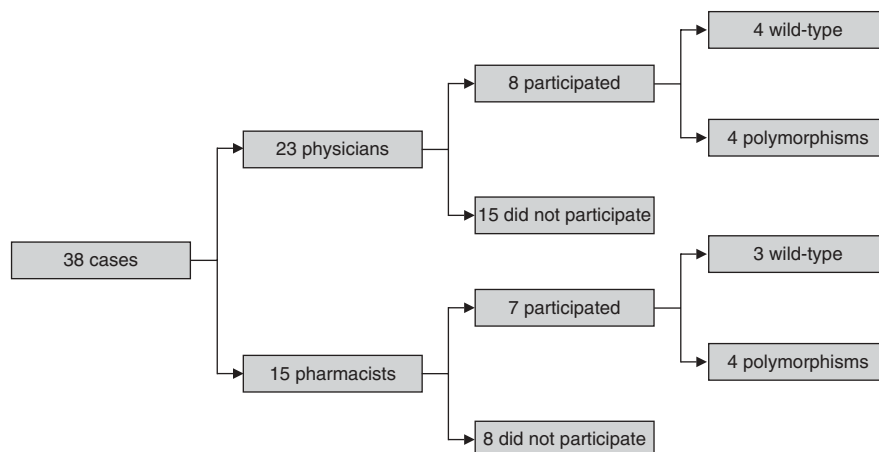 4 wild-type
8 participated
4 polymorphisms
23 physicians
15 did not participate
38 cases
3 wild-type
7 participated
4 polymorphisms
15 pharmacists
8 did not participate